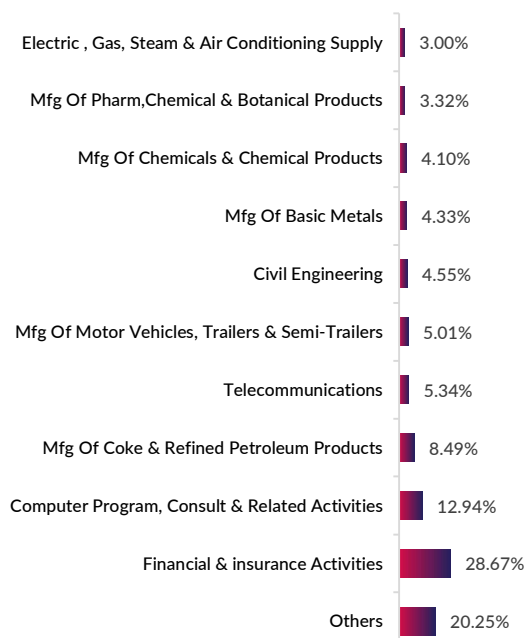 Electric , Gas, Steam & Air Conditioning Supply 3.00%
Mfg Of Pharm,Chemical & Botanical Products 3.32%
Mfg Of Chemicals & Chemical Products 4.10%
Mfg Of Basic Metals 4.33%
Civil Engineering 4.55%
Mfg Of Motor Vehicles, Trailers & Semi-Trailers 5.01%
Telecommunications 5.34%
Mfg Of Coke & Refined Petroleum Products 8.49%
Computer Program, Consult & Related Activities 12.94%
Financial & insurance Activities 28.67%
Others 20.25%